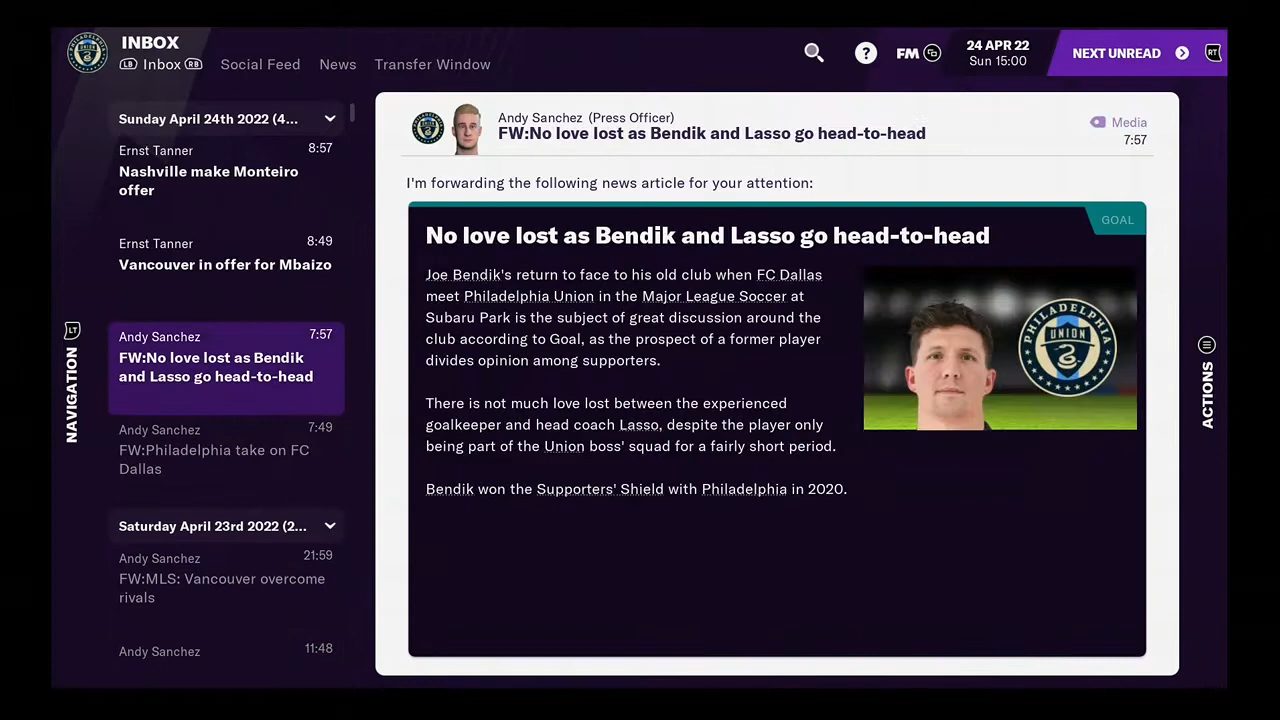 INBOX
LB Inbox RB
Social Feed
News
Transfer Window
FM
24 APR 22
Sun 15:00
NEXT UNREAD
RT
LT
NAVIGATION
Sunday April 24th 2022 (4...
Ernst Tanner
8:57
Nashville make Monteiro
offer
Ernst Tanner
8:49
Vancouver in offer for Mbaizo
Andy Sanchez
7:57
FW:No love lost as Bendik
and Lasso go head-to-head
Andy Sanchez
7:49
FW:Philadelphia take on FC
Dallas
Saturday April 23rd 2022 (2...
Andy Sanchez
21:59
FW:MLS: Vancouver overcome
rivals
Andy Sanchez
11:48
Andy Sanchez (Press Officer)
FW:No love lost as Bendik and Lasso go head-to-head
Media
7:57
I'm forwarding the following news article for your attention:
GOAL
No love lost as Bendik and Lasso go head-to-head
Joe Bendik's return to face to his old club when FC Dallas
meet Philadelphia Union in the Major League Soccer at
Subaru Park is the subject of great discussion around the
club according to Goal, as the prospect of a former player
divides opinion among supporters.
There is not much love lost between the experienced
goalkeeper and head coach Lasso, despite the player only
being part of the Union boss' squad for a fairly short period.
Bendik won the Supporters' Shield with Philadelphia in 2020.
PHILADELPHIA
UNION
ACTIONS